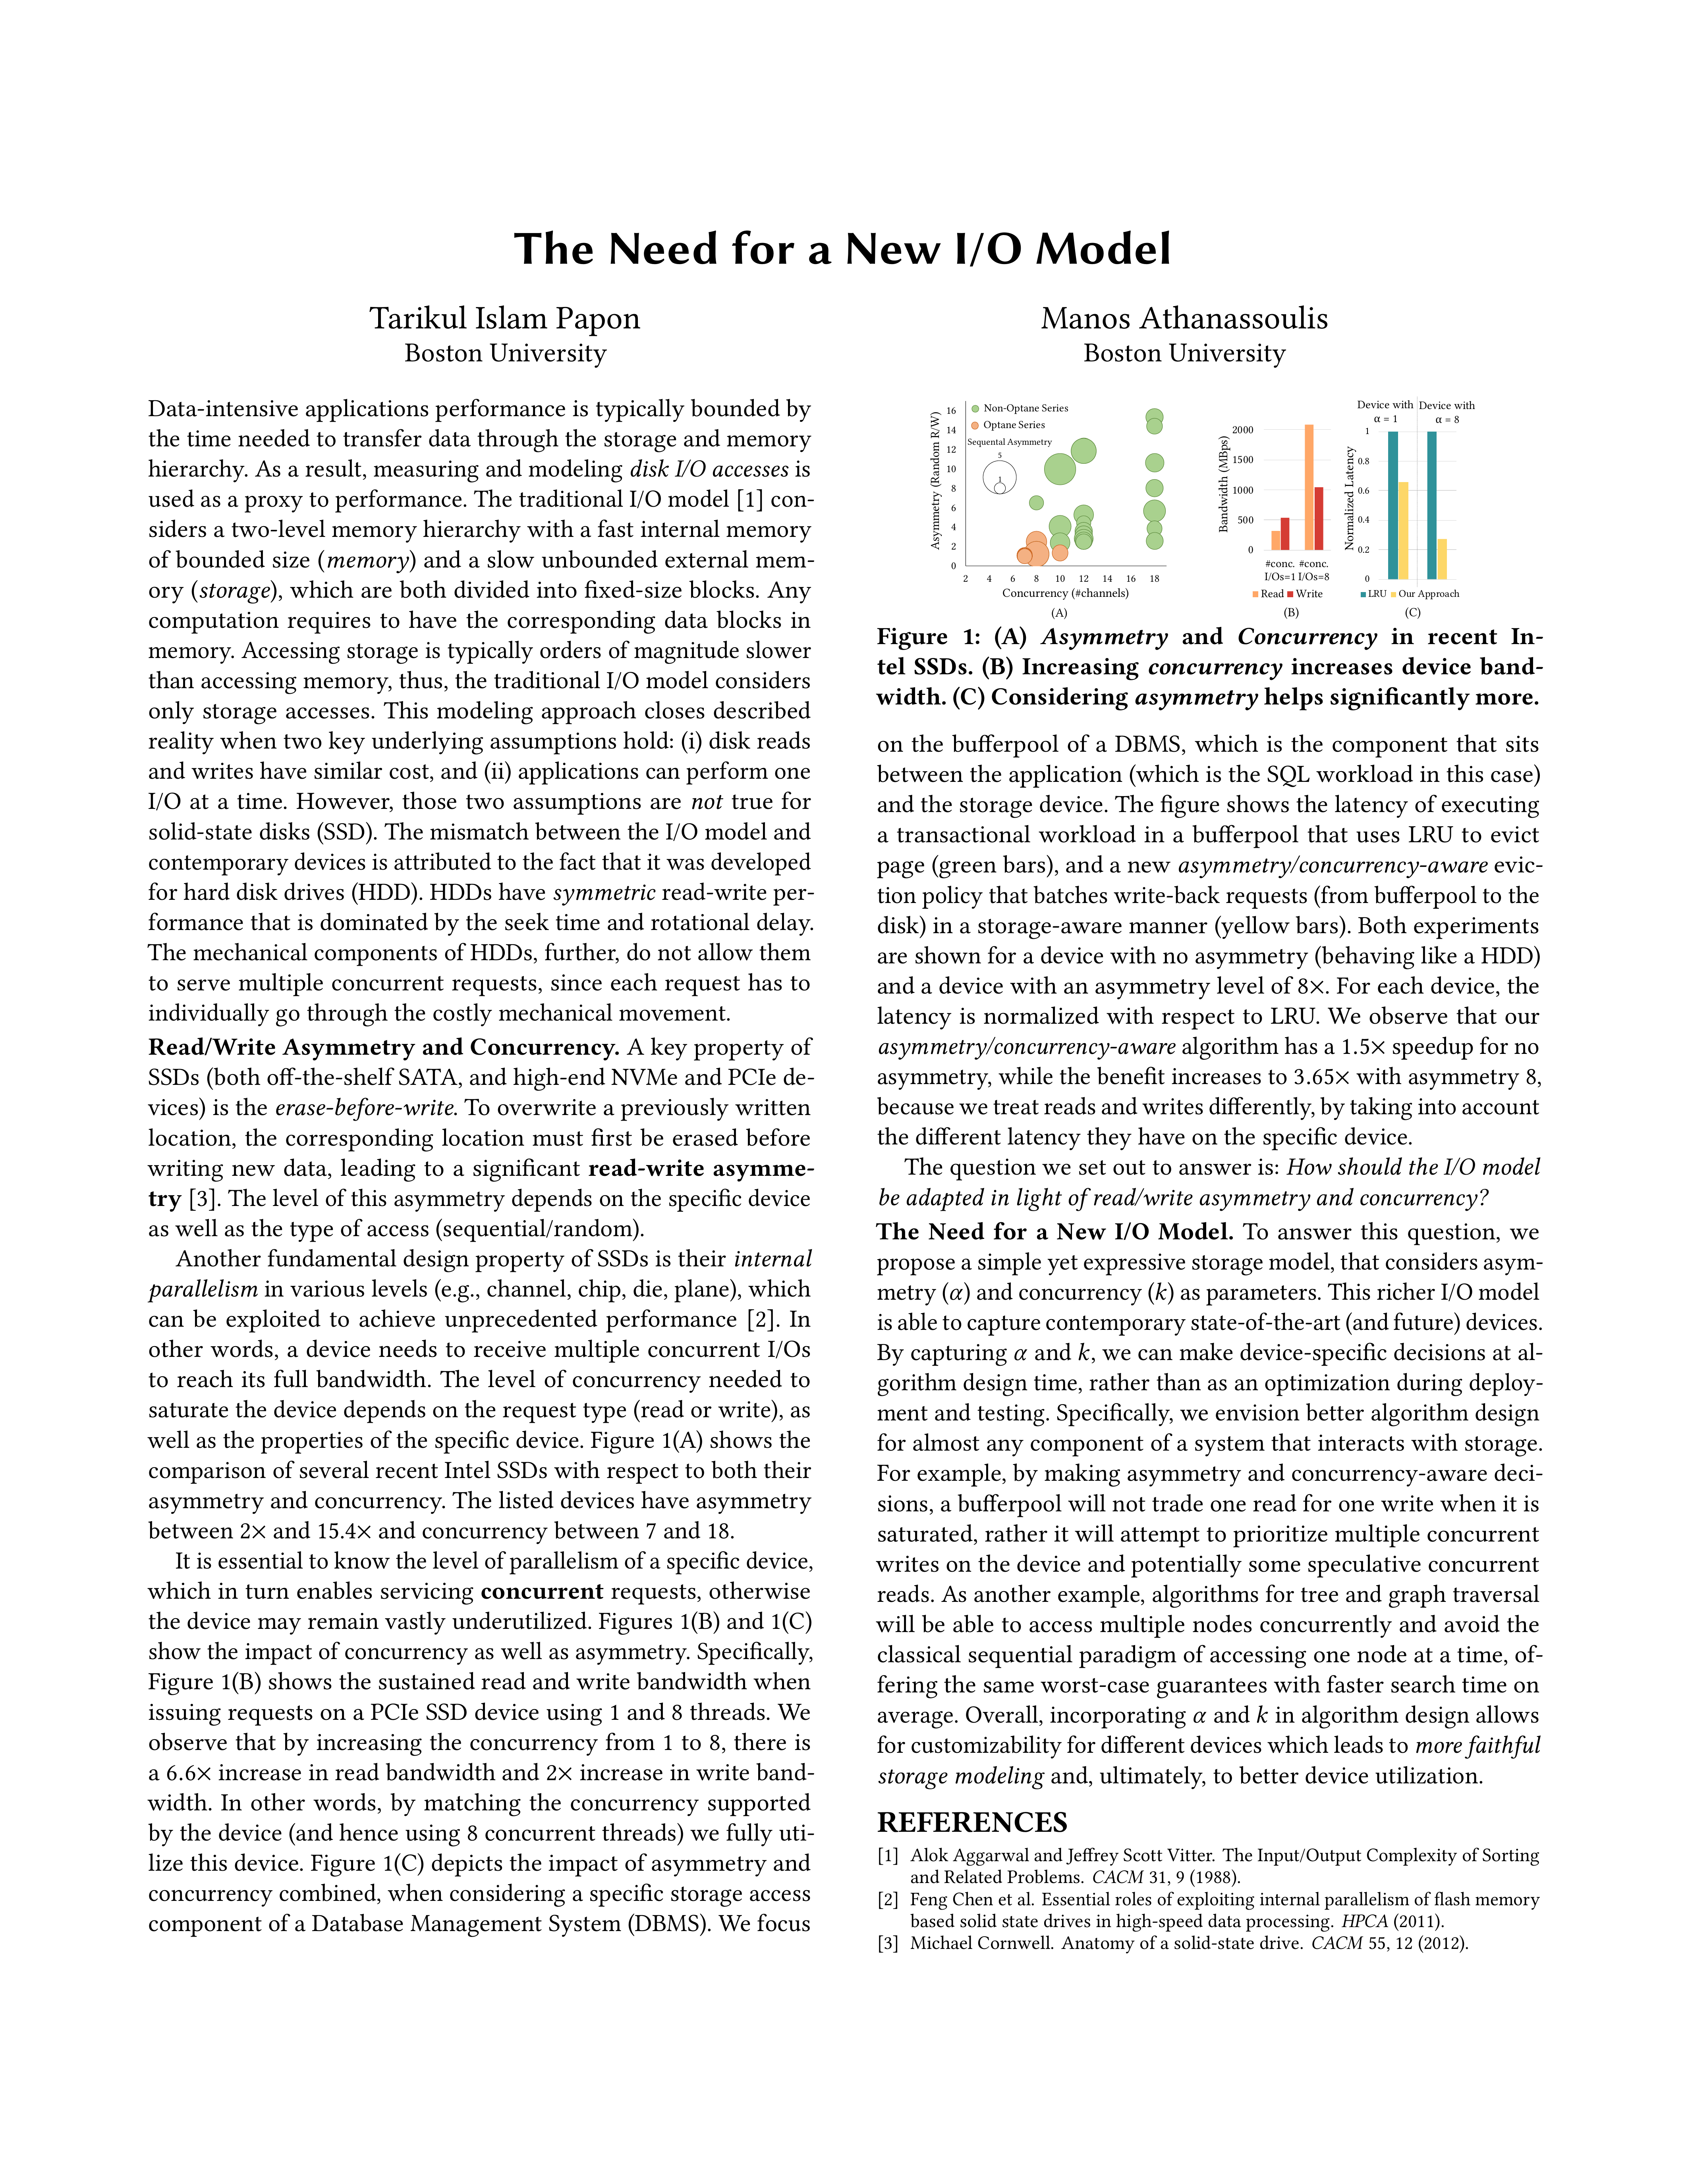 The Need for a New I/O Model
Tarikul Islam Papon
Boston University
Manos Athanassoulis
Boston University
Data-intensive applications performance is typically bounded by
the time needed to transfer data through the storage and memory
hierarchy. As a result, measuring and modeling disk I/O accesses is
used as a proxy to performance. The traditional I/O model [1] con-
siders a two-level memory hierarchy with a fast internal memory
of bounded size (memory) and a slow unbounded external mem-
ory (storage), which are both divided into fixed-size blocks. Any
computation requires to have the corresponding data blocks in
memory. Accessing storage is typically orders of magnitude slower
than accessing memory, thus, the traditional I/O model considers
only storage accesses. This modeling approach closes described
reality when two key underlying assumptions hold: (i) disk reads
and writes have similar cost, and (ii) applications can perform one
I/O at a time. However, those two assumptions are not true for
solid-state disks (SSD). The mismatch between the I/O model and
contemporary devices is attributed to the fact that it was developed
for hard disk drives (HDD). HDDs have symmetric read-write per-
formance that is dominated by the seek time and rotational delay.
The mechanical components of HDDs, further, do not allow them
to serve multiple concurrent requests, since each request has to
individually go through the costly mechanical movement.
Read/Write Asymmetry and Concurrency. A key property of
SSDs (both off-the-shelf SATA, and high-end NVMe and PCIe de-
vices) is the erase-before-write. To overwrite a previously written
location, the corresponding location must first be erased before
writing new data, leading to a significant read-write asymme-
try [3]. The level of this asymmetry depends on the specific device
as well as the type of access (sequential/random).
Another fundamental design property of SSDs is their internal
parallelism in various levels (e.g., channel, chip, die, plane), which
can be exploited to achieve unprecedented performance [2]. In
other words, a device needs to receive multiple concurrent I/Os
to reach its full bandwidth. The level of concurrency needed to
saturate the device depends on the request type (read or write), as
well as the properties of the specific device. Figure 1(A) shows the
comparison of several recent Intel SSDs with respect to both their
asymmetry and concurrency. The listed devices have asymmetry
between 2× and 15.4× and concurrency between 7 and 18.
It is essential to know the level of parallelism of a specific device,
which in turn enables servicing concurrent requests, otherwise
the device may remain vastly underutilized. Figures 1(B) and 1(C)
show the impact of concurrency as well as asymmetry. Specifically,
Figure 1(B) shows the sustained read and write bandwidth when
issuing requests on a PCIe SSD device using 1 and 8 threads. We
observe that by increasing the concurrency from 1 to 8, there is
a 6.6× increase in read bandwidth and 2× increase in write band-
width. In other words, by matching the concurrency supported
by the device (and hence using 8 concurrent threads) we fully uti-
lize this device. Figure 1(C) depicts the impact of asymmetry and
concurrency combined, when considering a specific storage access
component of a Database Management System (DBMS). We focus
Asymmetry (Random R/W)
16
14
12
10
8
6
4
2
0
Non-Optane Series
Optane Series
Sequental Asymmetry
5
1
2 4 6 8 10 12 14 16 18
Concurrency (#channels)
(A)
Bandwidth (MBps)
2000
1500
1000
500
0
#conc. #conc.
I/Os=1 I/Os=8
Read Write
(B)
Device with Device with
α = 1 α = 8
Normalized Latency
1
0.8
0.6
0.4
0.2
0
LRU Our Approach
(C)
Figure 1: (A) Asymmetry and Concurrency in recent In-
tel SSDs. (B) Increasing concurrency increases device band-
width. (C) Considering asymmetry helps significantly more.
on the bufferpool of a DBMS, which is the component that sits
between the application (which is the SQL workload in this case)
and the storage device. The figure shows the latency of executing
a transactional workload in a bufferpool that uses LRU to evict
page (green bars), and a new asymmetry/concurrency-aware evic-
tion policy that batches write-back requests (from bufferpool to the
disk) in a storage-aware manner (yellow bars). Both experiments
are shown for a device with no asymmetry (behaving like a HDD)
and a device with an asymmetry level of 8×. For each device, the
latency is normalized with respect to LRU. We observe that our
asymmetry/concurrency-aware algorithm has a 1.5× speedup for no
asymmetry, while the benefit increases to 3.65× with asymmetry 8,
because we treat reads and writes differently, by taking into account
the different latency they have on the specific device.
The question we set out to answer is: How should the I/O model
be adapted in light of read/write asymmetry and concurrency?
The Need for a New I/O Model. To answer this question, we
propose a simple yet expressive storage model, that considers asym-
metry (α) and concurrency (k) as parameters. This richer I/O model
is able to capture contemporary state-of-the-art (and future) devices.
By capturing α and k, we can make device-specific decisions at al-
gorithm design time, rather than as an optimization during deploy-
ment and testing. Specifically, we envision better algorithm design
for almost any component of a system that interacts with storage.
For example, by making asymmetry and concurrency-aware deci-
sions, a bufferpool will not trade one read for one write when it is
saturated, rather it will attempt to prioritize multiple concurrent
writes on the device and potentially some speculative concurrent
reads. As another example, algorithms for tree and graph traversal
will be able to access multiple nodes concurrently and avoid the
classical sequential paradigm of accessing one node at a time, of-
fering the same worst-case guarantees with faster search time on
average. Overall, incorporating α and k in algorithm design allows
for customizability for different devices which leads to more faithful
storage modeling and, ultimately, to better device utilization.
REFERENCES
[1] Alok Aggarwal and Jeffrey Scott Vitter. The Input/Output Complexity of Sorting
and Related Problems. CACM 31, 9 (1988).
[2] Feng Chen et al. Essential roles of exploiting internal parallelism of flash memory
based solid state drives in high-speed data processing. HPCA (2011).
[3] Michael Cornwell. Anatomy of a solid-state drive. CACM 55, 12 (2012).